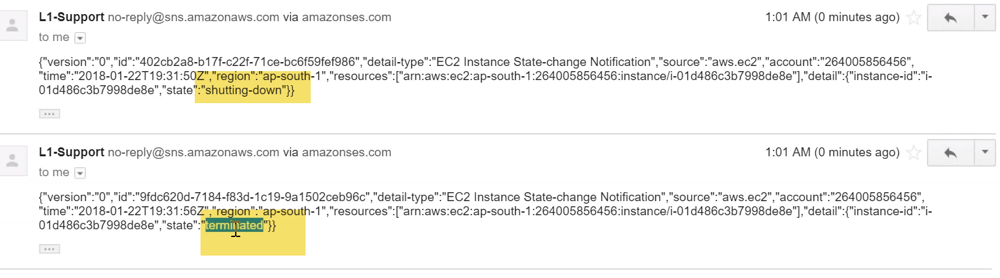 L1-Support no-reply@sns.amazonaws.com via amazonses.com 1:01 AM (0 minutes ago)
to me
{"version":"0","id":"402cb2a8-b17f-c22f-71ce-bc6f59fef986","detail-type":"EC2 Instance State-change Notification","source":"aws.ec2","account":"264005856456",
"time":"2018-01-22T19:31:50Z","region":"ap-south-1","resources":["arn:aws:ec2:ap-south-1:264005856456:instance/i-01d486c3b7998de8e"],"detail":{"instance-id":"i-
01d486c3b7998de8e","state":"shutting-down"}}
L1-Support no-reply@sns.amazonaws.com via amazonses.com 1:01 AM (0 minutes ago)
to me
{"version":"0","id":"9fdc620d-7184-f83d-1c19-9a1502ceb96c","detail-type":"EC2 Instance State-change Notification","source":"aws.ec2","account":"264005856456",
"time":"2018-01-22T19:31:56Z","region":"ap-south-1","resources":["arn:aws:ec2:ap-south-1:264005856456:instance/i-01d486c3b7998de8e"],"detail":{"instance-id":"i-
01d486c3b7998de8e","state":"terminated"}}